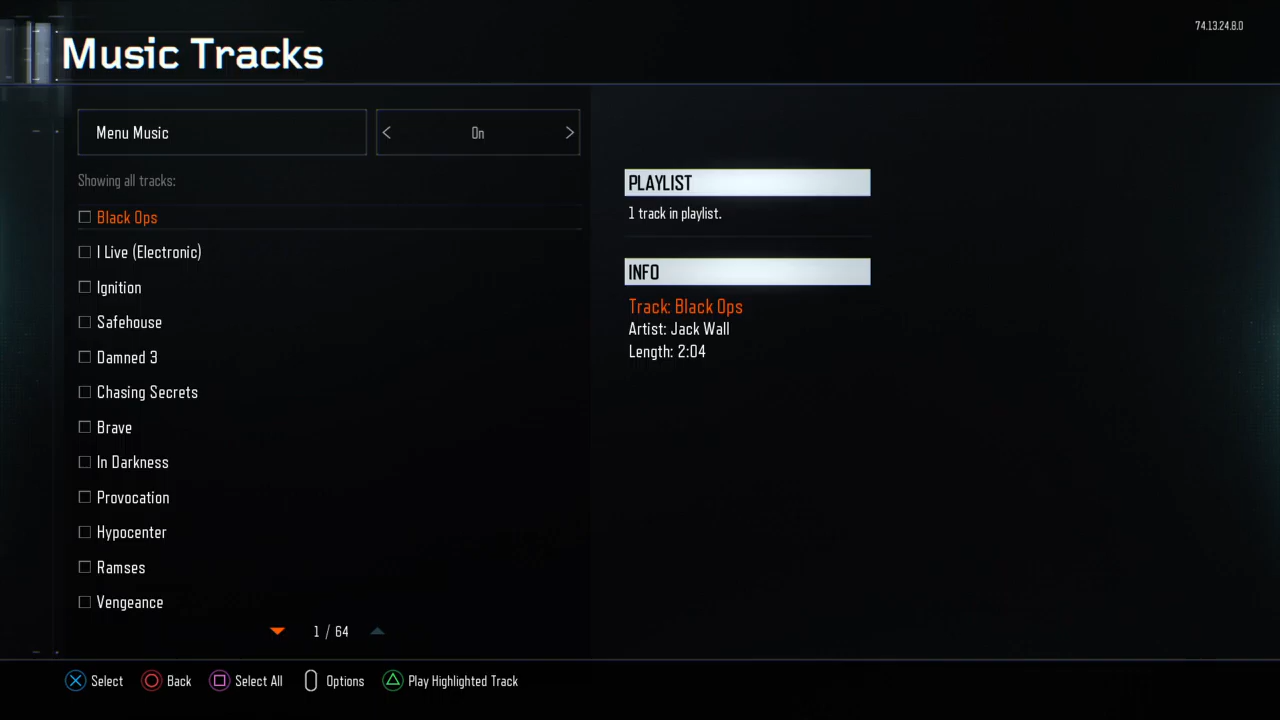 74.13.24.8.0
Music Tracks
Menu Music
On
Showing all tracks:
Black Ops
I Live (Electronic)
Ignition
Safehouse
Damned 3
Chasing Secrets
Brave
In Darkness
Provocation
Hypocenter
Ramses
Vengeance
1 / 64
PLAYLIST
1 track in playlist.
INFO
Track: Black Ops
Artist: Jack Wall
Length: 2:04
Select Back Select All Options Play Highlighted Track